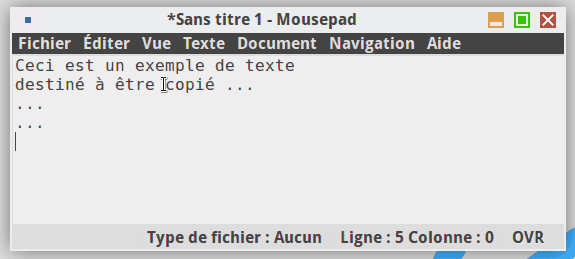 *Sans titre 1 - Mousepad
Fichier Éditer Vue Texte Document Navigation Aide
Ceci est un exemple de texte
destiné à être copié ...
...
...
Type de fichier : Aucun Ligne : 5 Colonne : 0 OVR